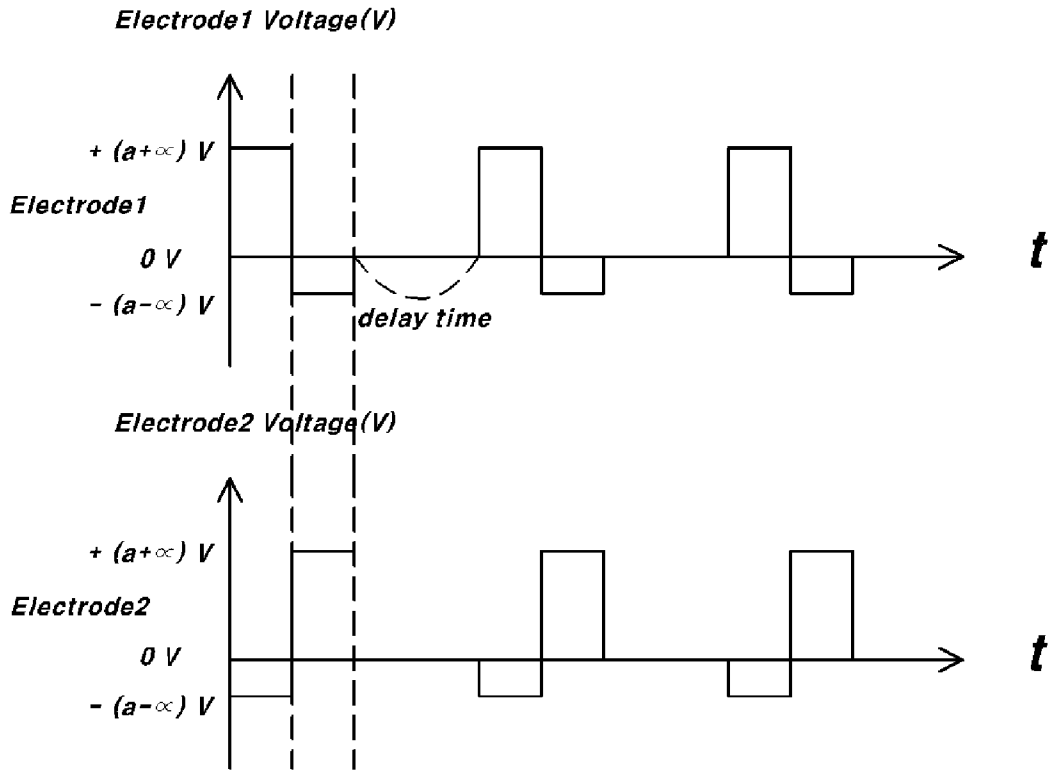 Electrode1 Voltage(V)
+ (a+∝) V
Electrode1
0 V
- (a-∝) V
delay time
t
Electrode2 Voltage(V)
+ (a+∝) V
Electrode2
0 V
- (a-∝) V
t